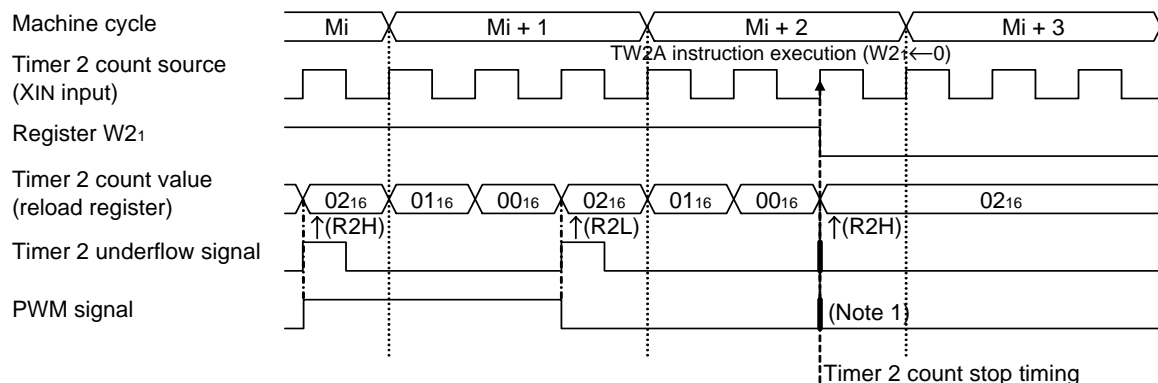 Machine cycle Mi Mi + 1 Mi + 2 Mi + 3
TW2A instruction execution (W21←0)
Timer 2 count source
(XIN input)
Register W21
Timer 2 count value
(reload register) 0216 0116 0016 0216 0116 0016 0216
↑(R2H) ↑(R2L) ↑(R2H)
Timer 2 underflow signal
PWM signal (Note 1)
Timer 2 count stop timing